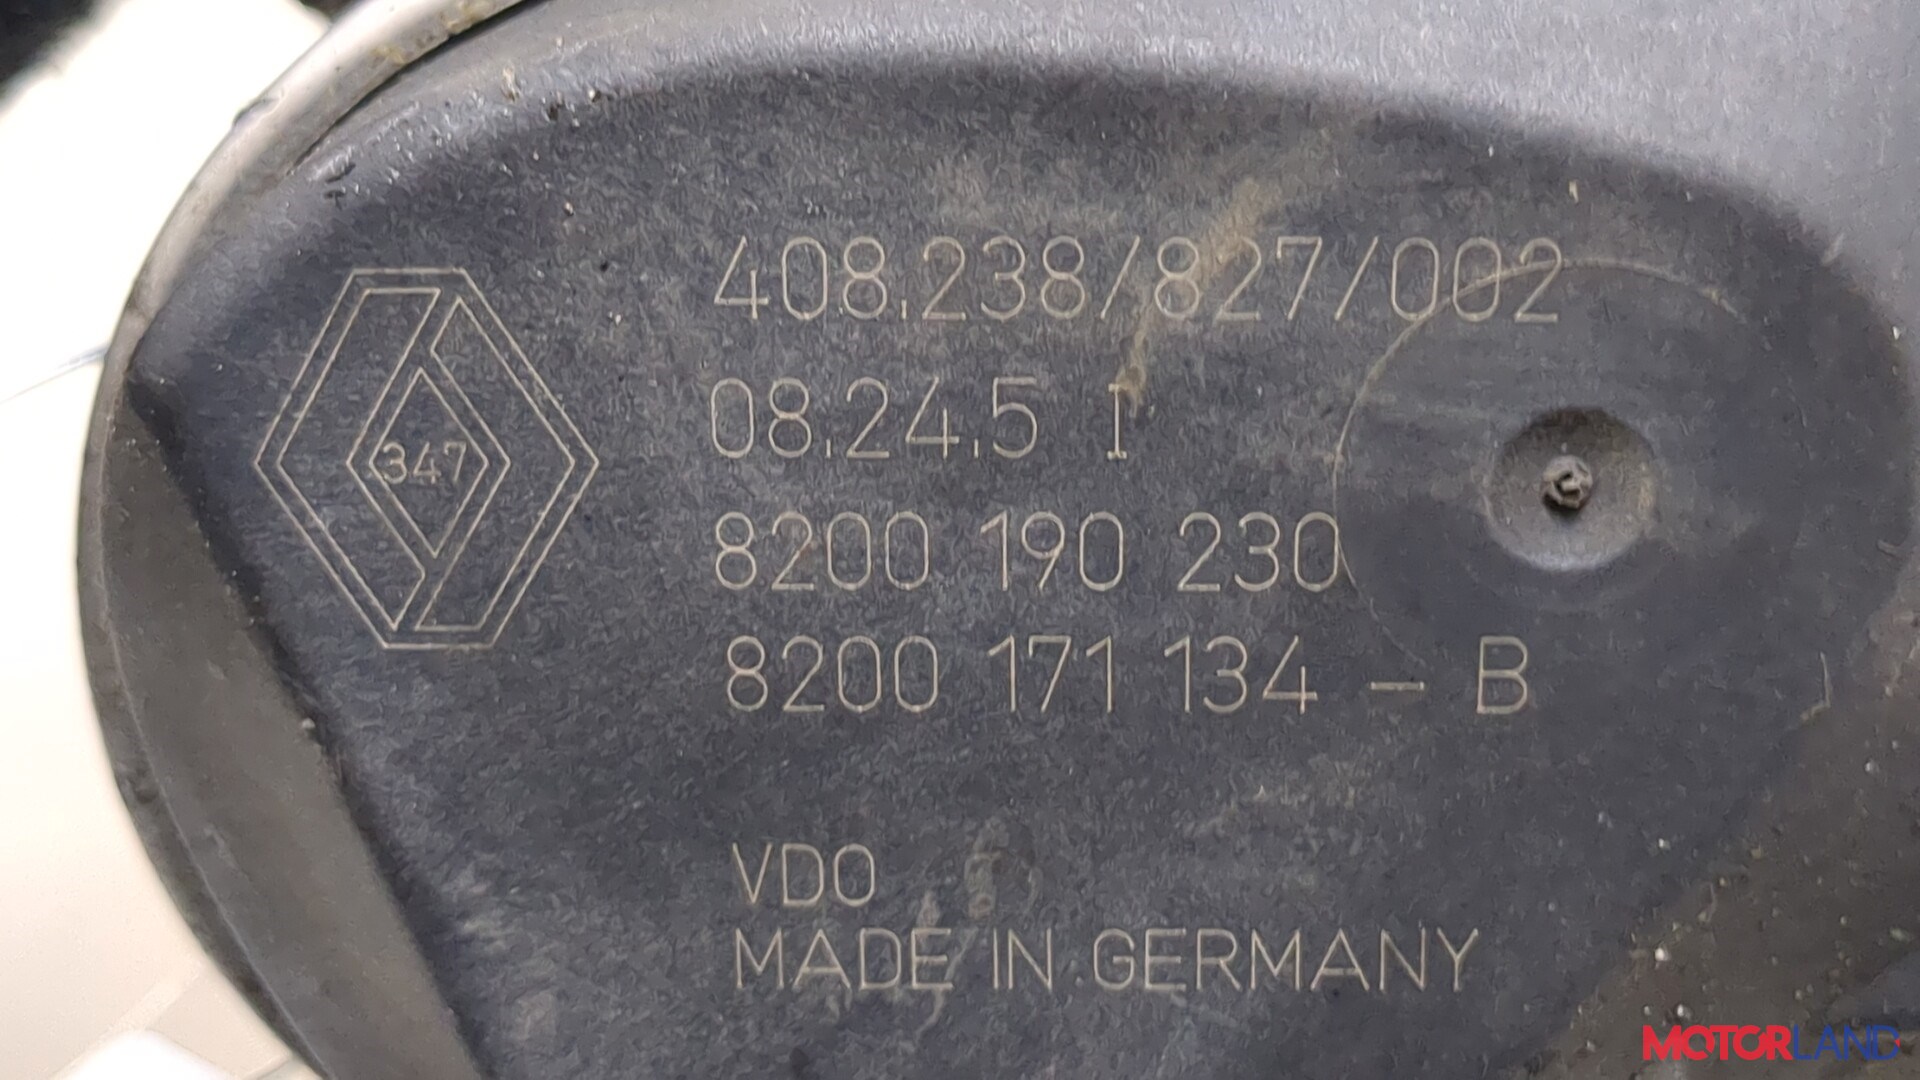 408.238/827/002
08.24.5 I
347
8200 190 230
8200 171 134 - B
VDO
MADE IN GERMANY
MOTORLAND